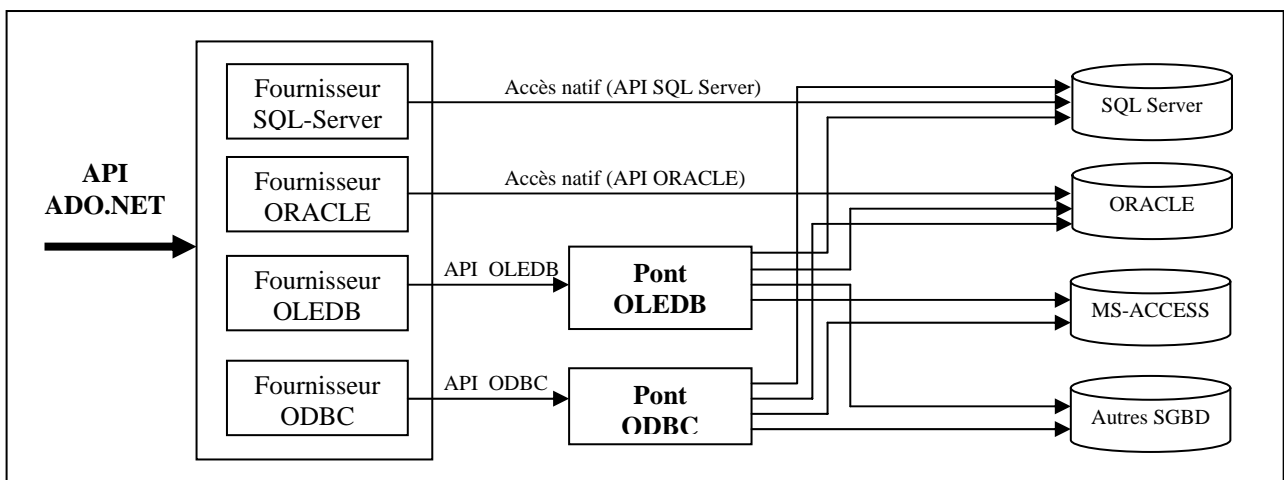 Fournisseur
SQL-Server
Accès natif (API SQL Server)
SQL Server
API
ADO.NET
Fournisseur
ORACLE
Accès natif (API ORACLE)
ORACLE
Fournisseur
OLEDB
API OLEDB
Pont
OLEDB
MS-ACCESS
Fournisseur
ODBC
API ODBC
Pont
ODBC
Autres SGBD